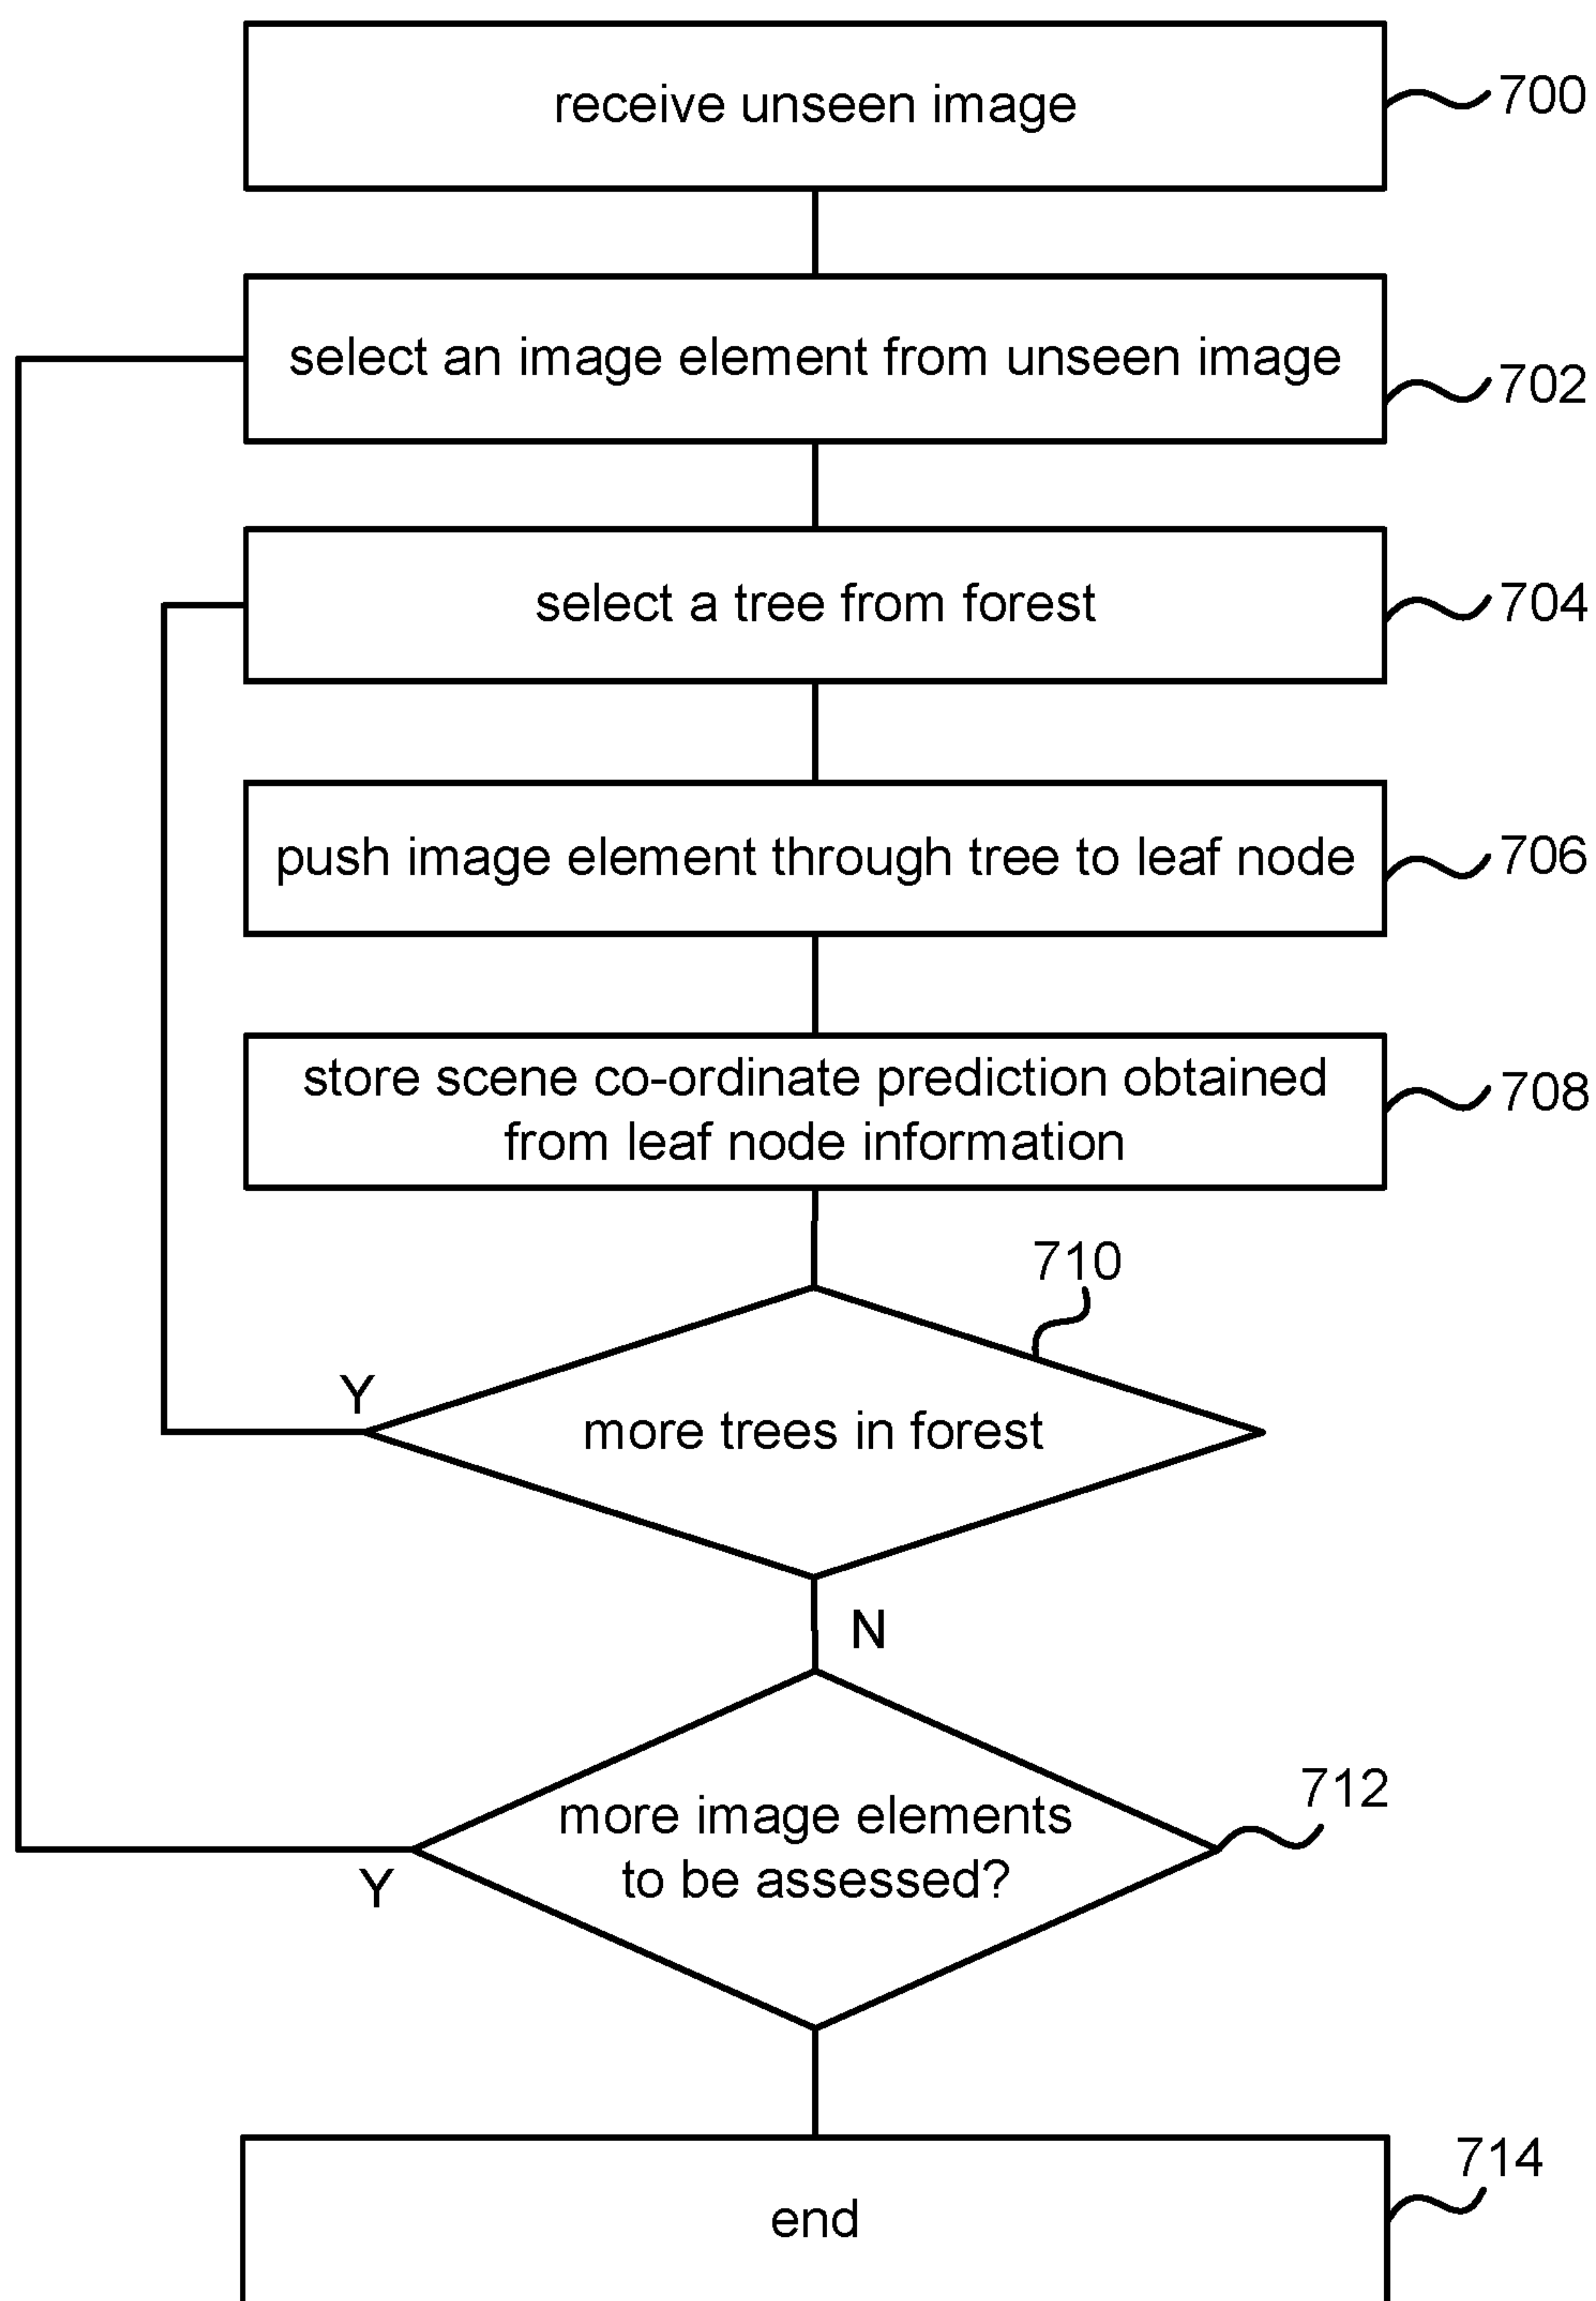 receive unseen image
700
select an image element from unseen image
702
select a tree from forest
704
push image element through tree to leaf node
706
store scene co-ordinate prediction obtained
from leaf node information
708
710
Y
more trees in forest
N
712
more image elements
to be assessed?
Y
714
end